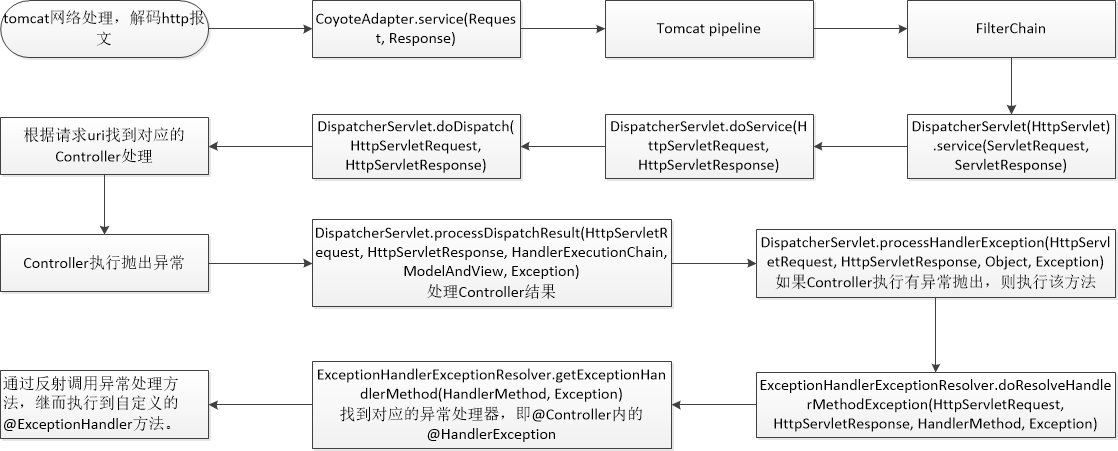 tomcat网络处理，解码http报
文
CoyoteAdapter.service(Reques
t, Response)
Tomcat pipeline
FilterChain
DispatcherServlet(HttpServlet)
.service(ServletRequest,
ServletResponse)
DispatcherServlet.doService(H
ttpServletRequest,
HttpServletResponse)
DispatcherServlet.doDispatch(
HttpServletRequest,
HttpServletResponse)
根据请求uri找到对应的
Controller处理
Controller执行抛出异常
DispatcherServlet.processDispatchResult(HttpServletR
equest, HttpServletResponse, HandlerExecutionChain,
ModelAndView, Exception)
处理Controller结果
DispatcherServlet.processHandlerException(HttpServl
etRequest, HttpServletResponse, Object, Exception)
如果Controller执行有异常抛出，则执行该方法
ExceptionHandlerExceptionResolver.doResolveHandle
rMethodException(HttpServletRequest,
HttpServletResponse, HandlerMethod, Exception)
ExceptionHandlerExceptionResolver.getExceptionHan
dlerMethod(HandlerMethod, Exception)
找到对应的异常处理器，即@Controller内的
@HandlerException
通过反射调用异常处理方
法，继而执行到自定义的
@ExceptionHandler方法。